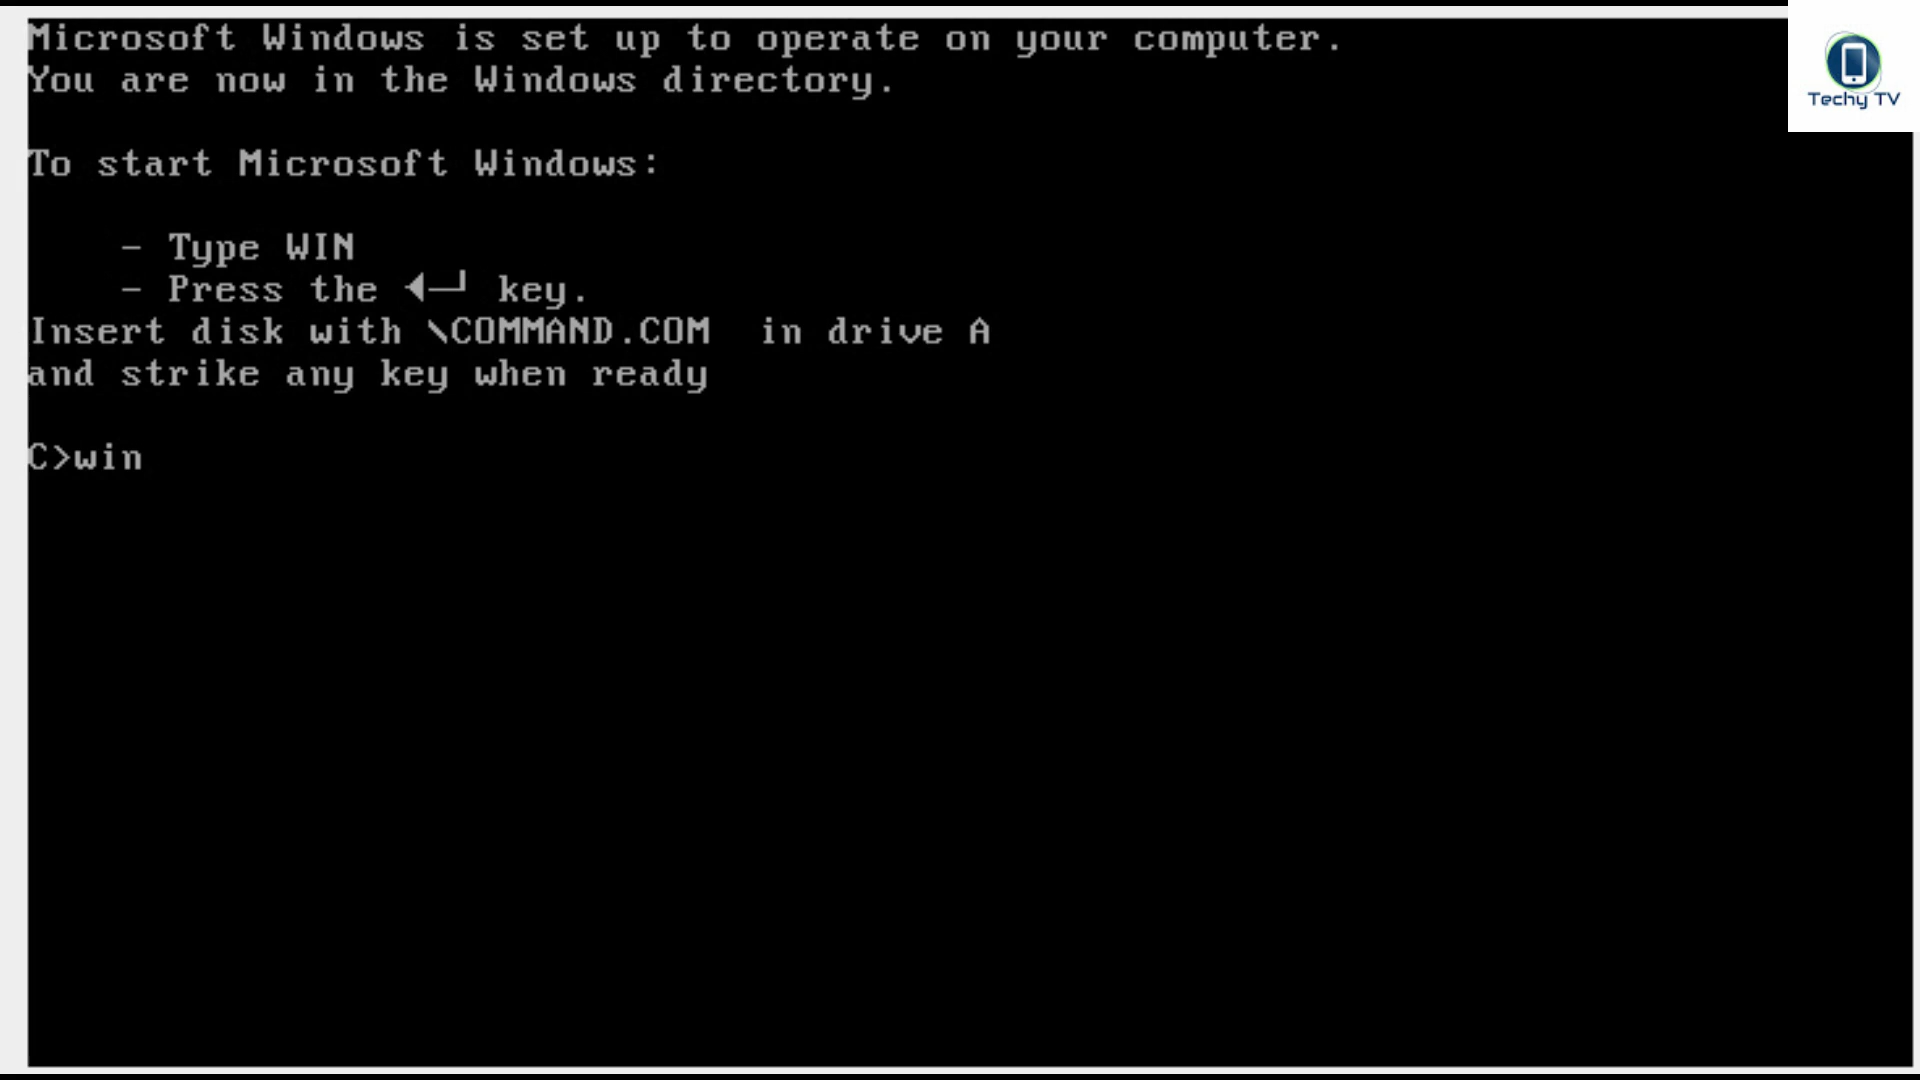 Microsoft Windows is set up to operate on your computer.
You are now in the Windows directory.
To start Microsoft Windows:
- Type WIN
- Press the ◄─┘ key.
Insert disk with \COMMAND.COM  in drive A
and strike any key when ready
C>win
Techy TV